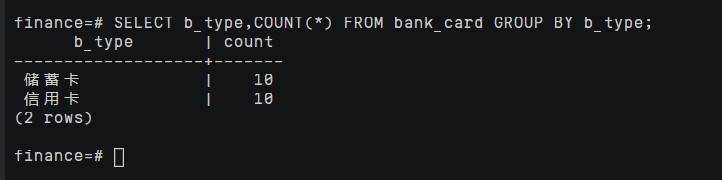 finance=# SELECT b_type,COUNT(*) FROM bank_card GROUP BY b_type;
      b_type       | count
-------------------+-------
 储蓄卡            |    10
 信用卡            |    10
(2 rows)
finance=#